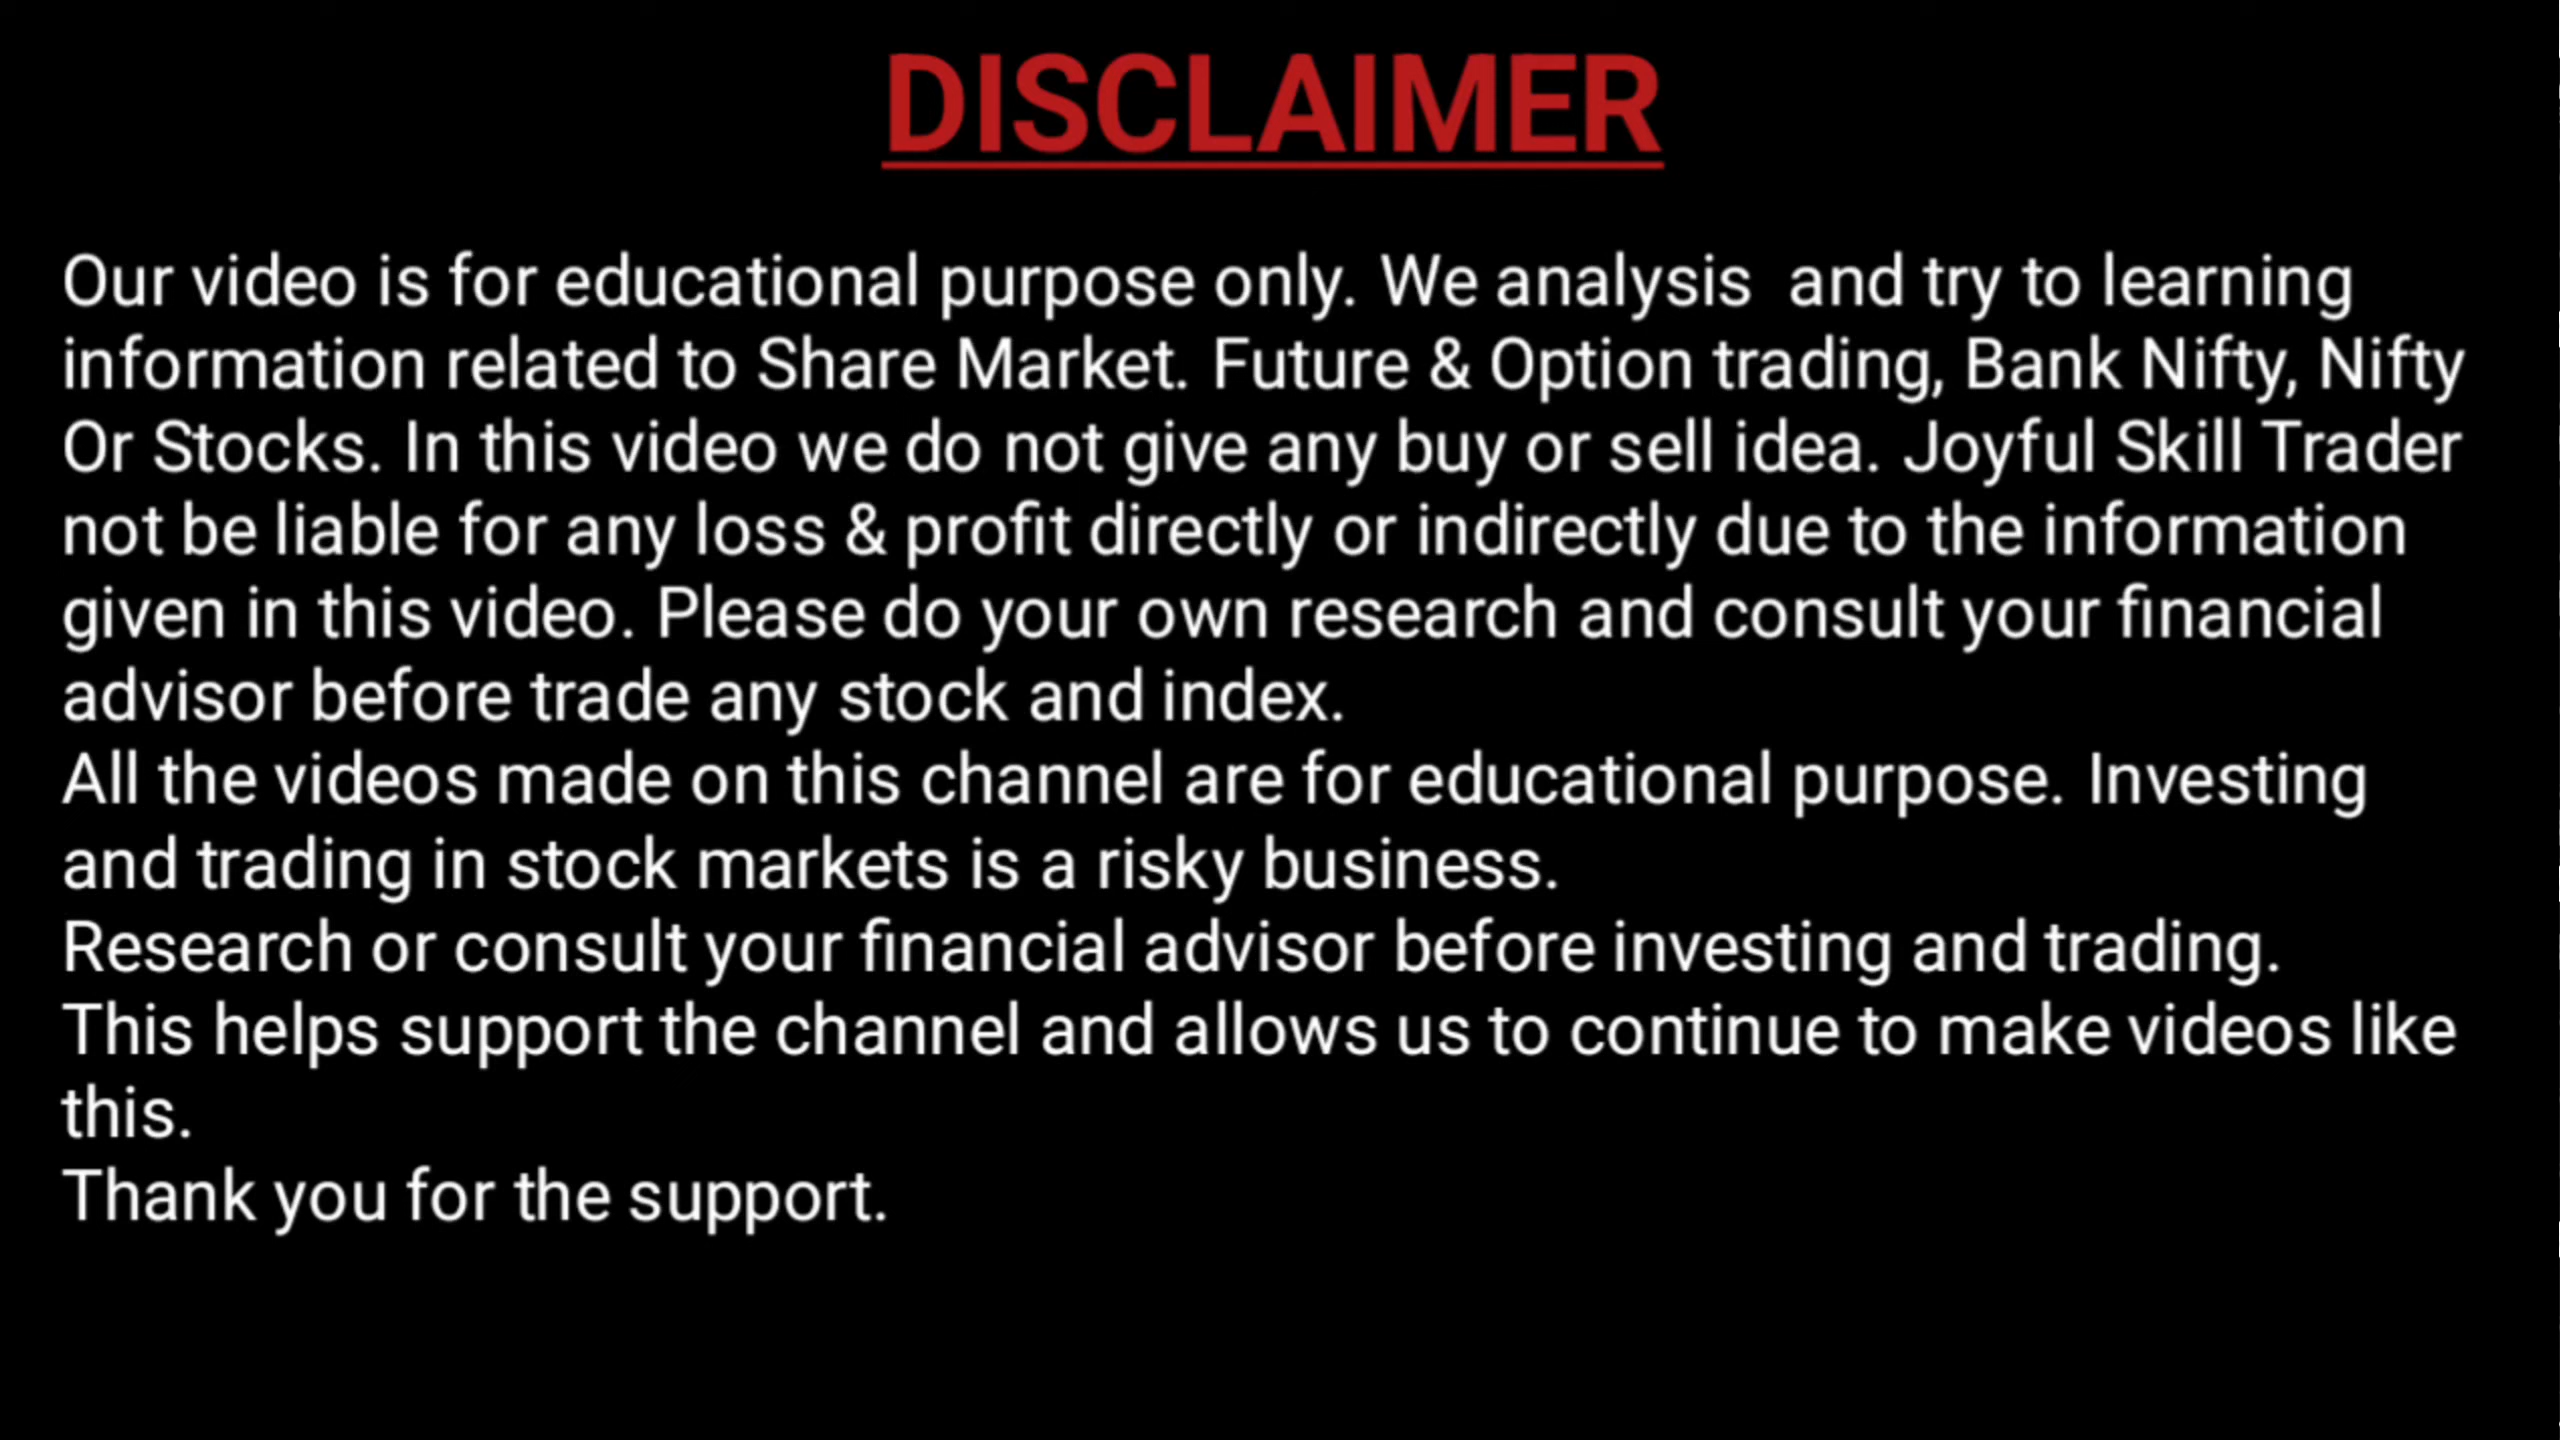 DISCLAIMER
Our video is for educational purpose only. We analysis  and try to learning
information related to Share Market. Future & Option trading, Bank Nifty, Nifty
Or Stocks. In this video we do not give any buy or sell idea. Joyful Skill Trader
not be liable for any loss & profit directly or indirectly due to the information
given in this video. Please do your own research and consult your financial
advisor before trade any stock and index.
All the videos made on this channel are for educational purpose. Investing
and trading in stock markets is a risky business.
Research or consult your financial advisor before investing and trading.
This helps support the channel and allows us to continue to make videos like
this.
Thank you for the support.